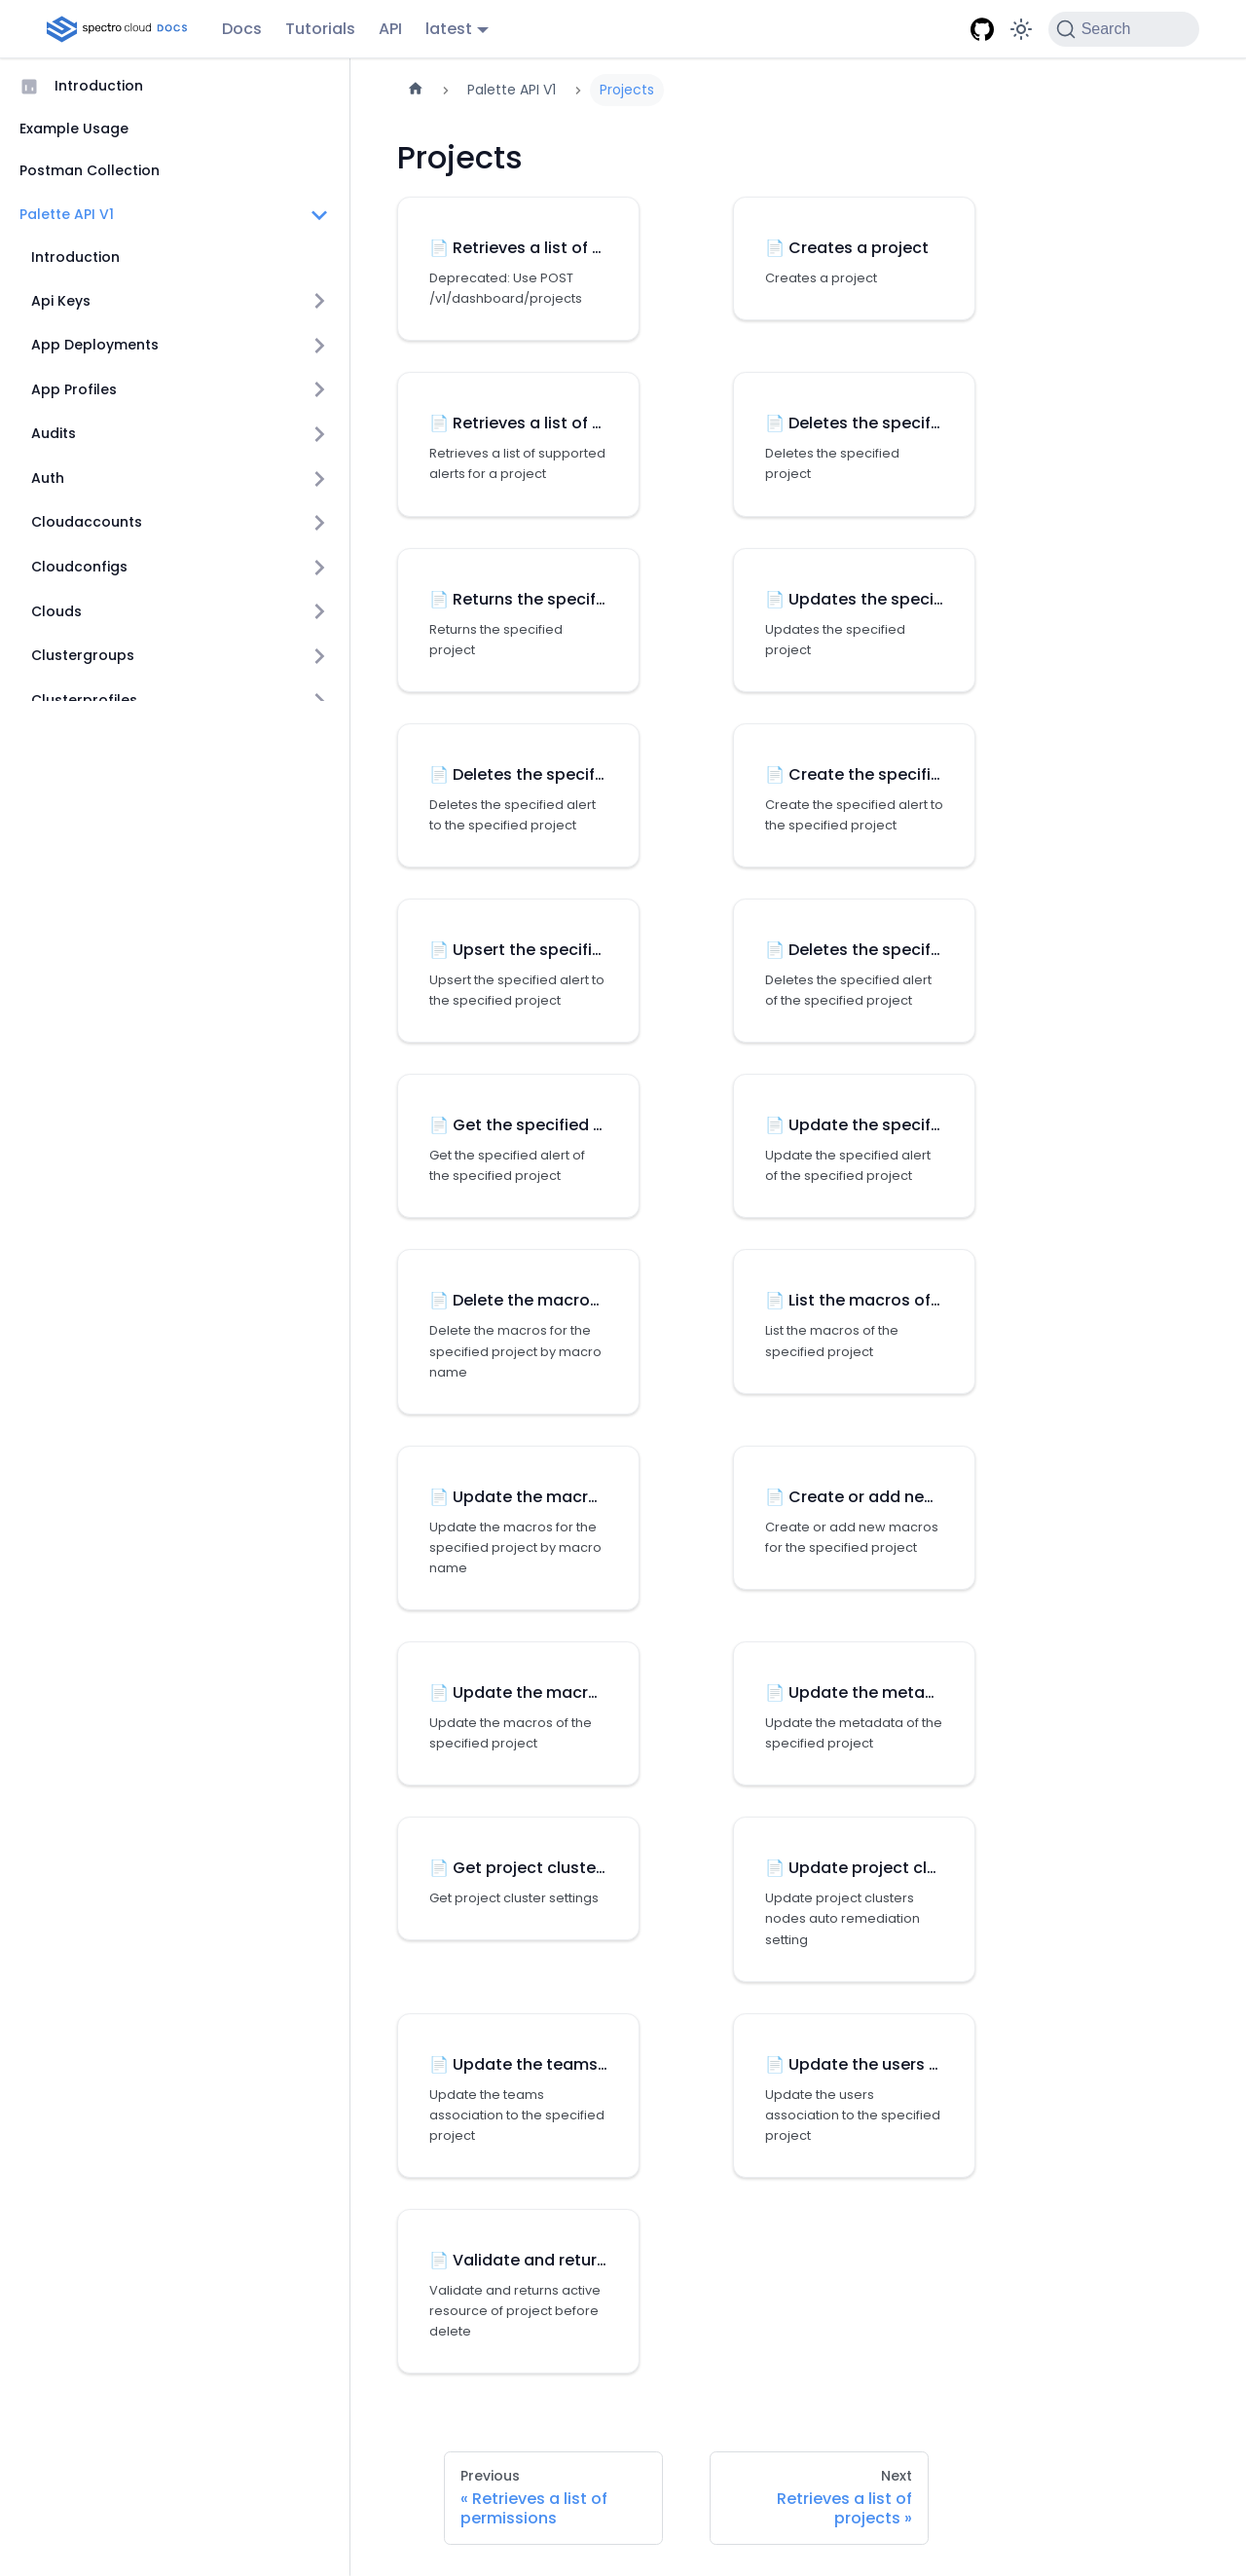 spectro cloud DOCS
Docs
Tutorials
API
latest
Search
Introduction
Example Usage
Postman Collection
Palette API V1
Introduction
Api Keys
App Deployments
App Profiles
Audits
Auth
Cloudaccounts
Cloudconfigs
Clouds
Clustergroups
Clusterprofiles
Palette API V1
Projects
Projects
Retrieves a list of ...
Deprecated: Use POST
/v1/dashboard/projects
Creates a project
Creates a project
Retrieves a list of ...
Retrieves a list of supported
alerts for a project
Deletes the specif...
Deletes the specified
project
Returns the specif...
Returns the specified
project
Updates the speci...
Updates the specified
project
Deletes the specif...
Deletes the specified alert
to the specified project
Create the specifi...
Create the specified alert to
the specified project
Upsert the specifi...
Upsert the specified alert to
the specified project
Deletes the specif...
Deletes the specified alert
of the specified project
Get the specified ...
Get the specified alert of
the specified project
Update the specif...
Update the specified alert
of the specified project
Delete the macro...
Delete the macros for the
specified project by macro
name
List the macros of...
List the macros of the
specified project
Update the macr...
Update the macros for the
specified project by macro
name
Create or add ne...
Create or add new macros
for the specified project
Update the macr...
Update the macros of the
specified project
Update the meta...
Update the metadata of the
specified project
Get project cluste...
Get project cluster settings
Update project cl...
Update project clusters
nodes auto remediation
setting
Update the teams...
Update the teams
association to the specified
project
Update the users ...
Update the users
association to the specified
project
Validate and retur...
Validate and returns active
resource of project before
delete
Previous
« Retrieves a list of
permissions
Next
Retrieves a list of
projects »